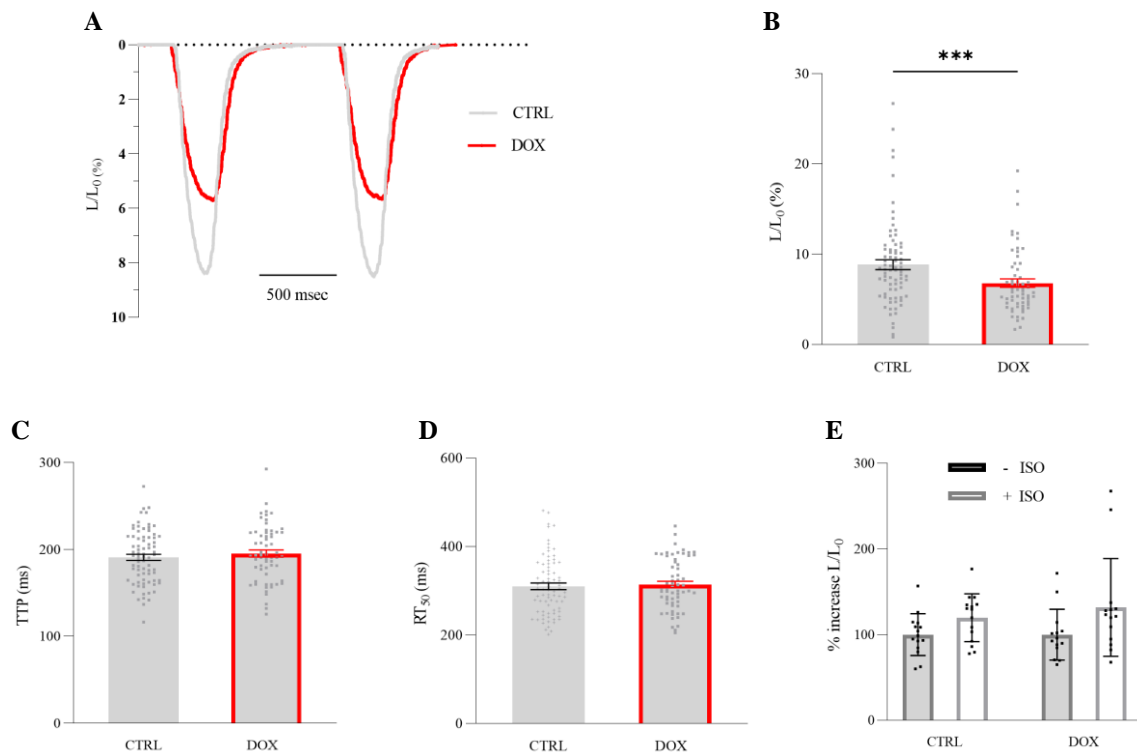 A
0
2
4
6
8
10
L/L0 (%)
CTRL
DOX
500 msec
B
***
30
20
10
0
L/L0 (%)
CTRL
DOX
C
300
200
100
0
TTP (ms)
CTRL
DOX
D
600
400
200
0
RT50 (ms)
CTRL
DOX
E
- ISO
+ ISO
300
200
100
0
% increase L/L0
CTRL
DOX